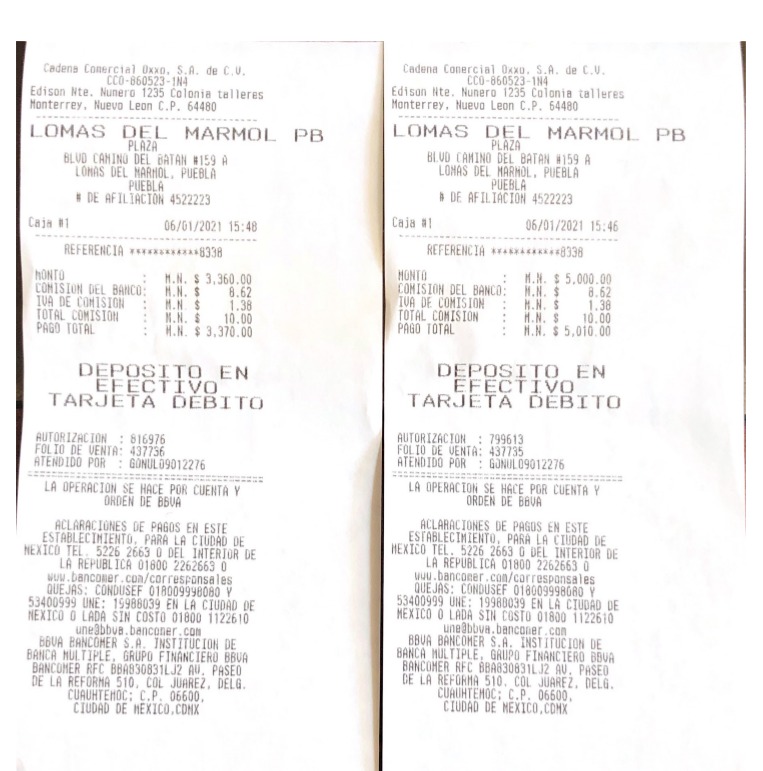 Cadena Comercial Oxxo, S.A. de C.V.
CCO-860523-1N4
Edison Nte. Numero 1235 Colonia talleres
Monterrey, Nuevo Leon C.P. 64480
LOMAS DEL MARMOL PB
PLAZA
BLVD CAMINO DEL BATAN #159 A
LOMAS DEL MARMOL, PUEBLA
PUEBLA
# DE AFILIACION 4522223
Caja #1 06/01/2021 15:48
REFERENCIA ************8338
MONTO : M.N. $ 3,360.00
COMISION DEL BANCO: M.N. $ 8.62
IVA DE COMISION : M.N. $ 1.38
TOTAL COMISION : M.N. $ 10.00
PAGO TOTAL : M.N. $ 3,370.00
DEPOSITO EN
EFECTIVO
TARJETA DEBITO
AUTORIZACION : 816976
FOLIO DE VENTA: 437736
ATENDIDO POR : GONUL09012276
LA OPERACION SE HACE POR CUENTA Y
ORDEN DE BBVA
ACLARACIONES DE PAGOS EN ESTE
ESTABLECIMIENTO, PARA LA CIUDAD DE
MEXICO TEL. 5226 2663 O DEL INTERIOR DE
LA REPUBLICA 01800 2262663 O
www.bancomer.com/corresponsales
QUEJAS: CONDUSEF 018009998080 Y
53400999 UNE: 19988039 EN LA CIUDAD DE
MEXICO O LADA SIN COSTO 01800 1122610
une@bbva.bancomer.com
BBVA BANCOMER S.A. INSTITUCION DE
BANCA MULTIPLE, GRUPO FINANCIERO BBVA
BANCOMER RFC BBA830831LJ2 AV. PASEO
DE LA REFORMA 510, COL JUAREZ, DELG.
CUAUHTEMOC; C.P. 06600,
CIUDAD DE MEXICO,CDMX
Cadena Comercial Oxxo, S.A. de C.V.
CCO-860523-1N4
Edison Nte. Numero 1235 Colonia talleres
Monterrey, Nuevo Leon C.P. 64480
LOMAS DEL MARMOL PB
PLAZA
BLVD CAMINO DEL BATAN #159 A
LOMAS DEL MARMOL, PUEBLA
PUEBLA
# DE AFILIACION 4522223
Caja #1 06/01/2021 15:46
REFERENCIA ************8338
MONTO : M.N. $ 5,000.00
COMISION DEL BANCO: M.N. $ 8.62
IVA DE COMISION : M.N. $ 1.38
TOTAL COMISION : M.N. $ 10.00
PAGO TOTAL : M.N. $ 5,010.00
DEPOSITO EN
EFECTIVO
TARJETA DEBITO
AUTORIZACION : 799613
FOLIO DE VENTA: 437735
ATENDIDO POR : GONUL09012276
LA OPERACION SE HACE POR CUENTA Y
ORDEN DE BBVA
ACLARACIONES DE PAGOS EN ESTE
ESTABLECIMIENTO, PARA LA CIUDAD DE
MEXICO TEL. 5226 2663 O DEL INTERIOR DE
LA REPUBLICA 01800 2262663 O
www.bancomer.com/corresponsales
QUEJAS: CONDUSEF 018009998080 Y
53400999 UNE: 19988039 EN LA CIUDAD DE
MEXICO O LADA SIN COSTO 01800 1122610
une@bbva.bancomer.com
BBVA BANCOMER S.A. INSTITUCION DE
BANCA MULTIPLE, GRUPO FINANCIERO BBVA
BANCOMER RFC BBA830831LJ2 AV. PASEO
DE LA REFORMA 510, COL JUAREZ, DELG.
CUAUHTEMOC; C.P. 06600,
CIUDAD DE MEXICO,CDMX